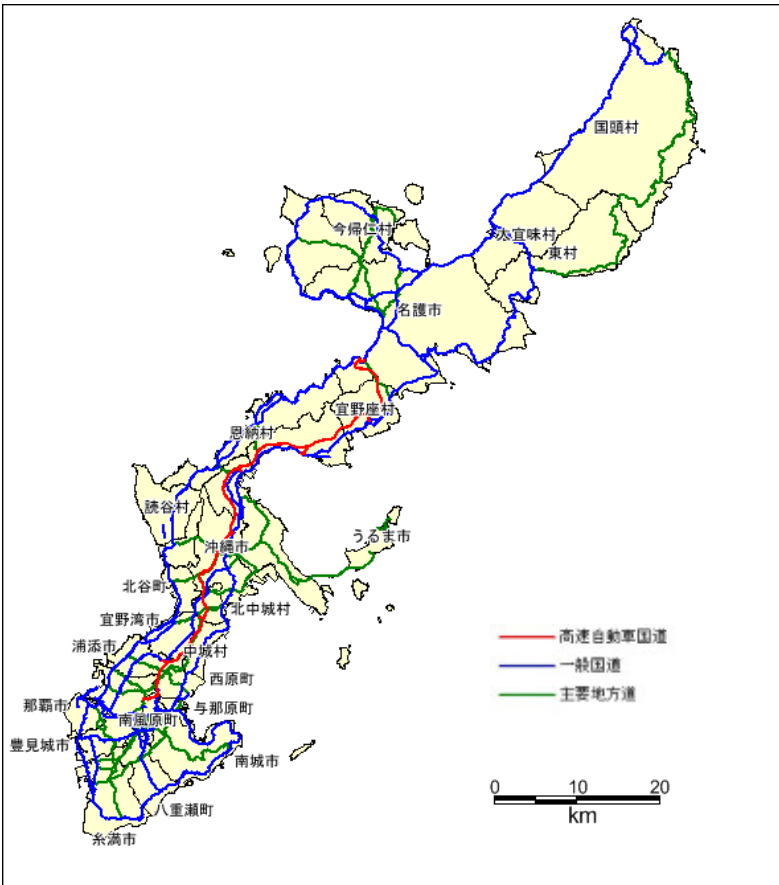 国頭村
今帰仁村
大宜味村
東村
名護市
宜野座村
恩納村
読谷村
うるま市
沖縄市
北谷町
北中城村
宜野湾市
浦添市
中城村
西原町
那覇市
与那原町
南風原町
豊見城市
南城市
八重瀬町
糸満市
高速自動車国道
一般国道
主要地方道
0 10 20
km